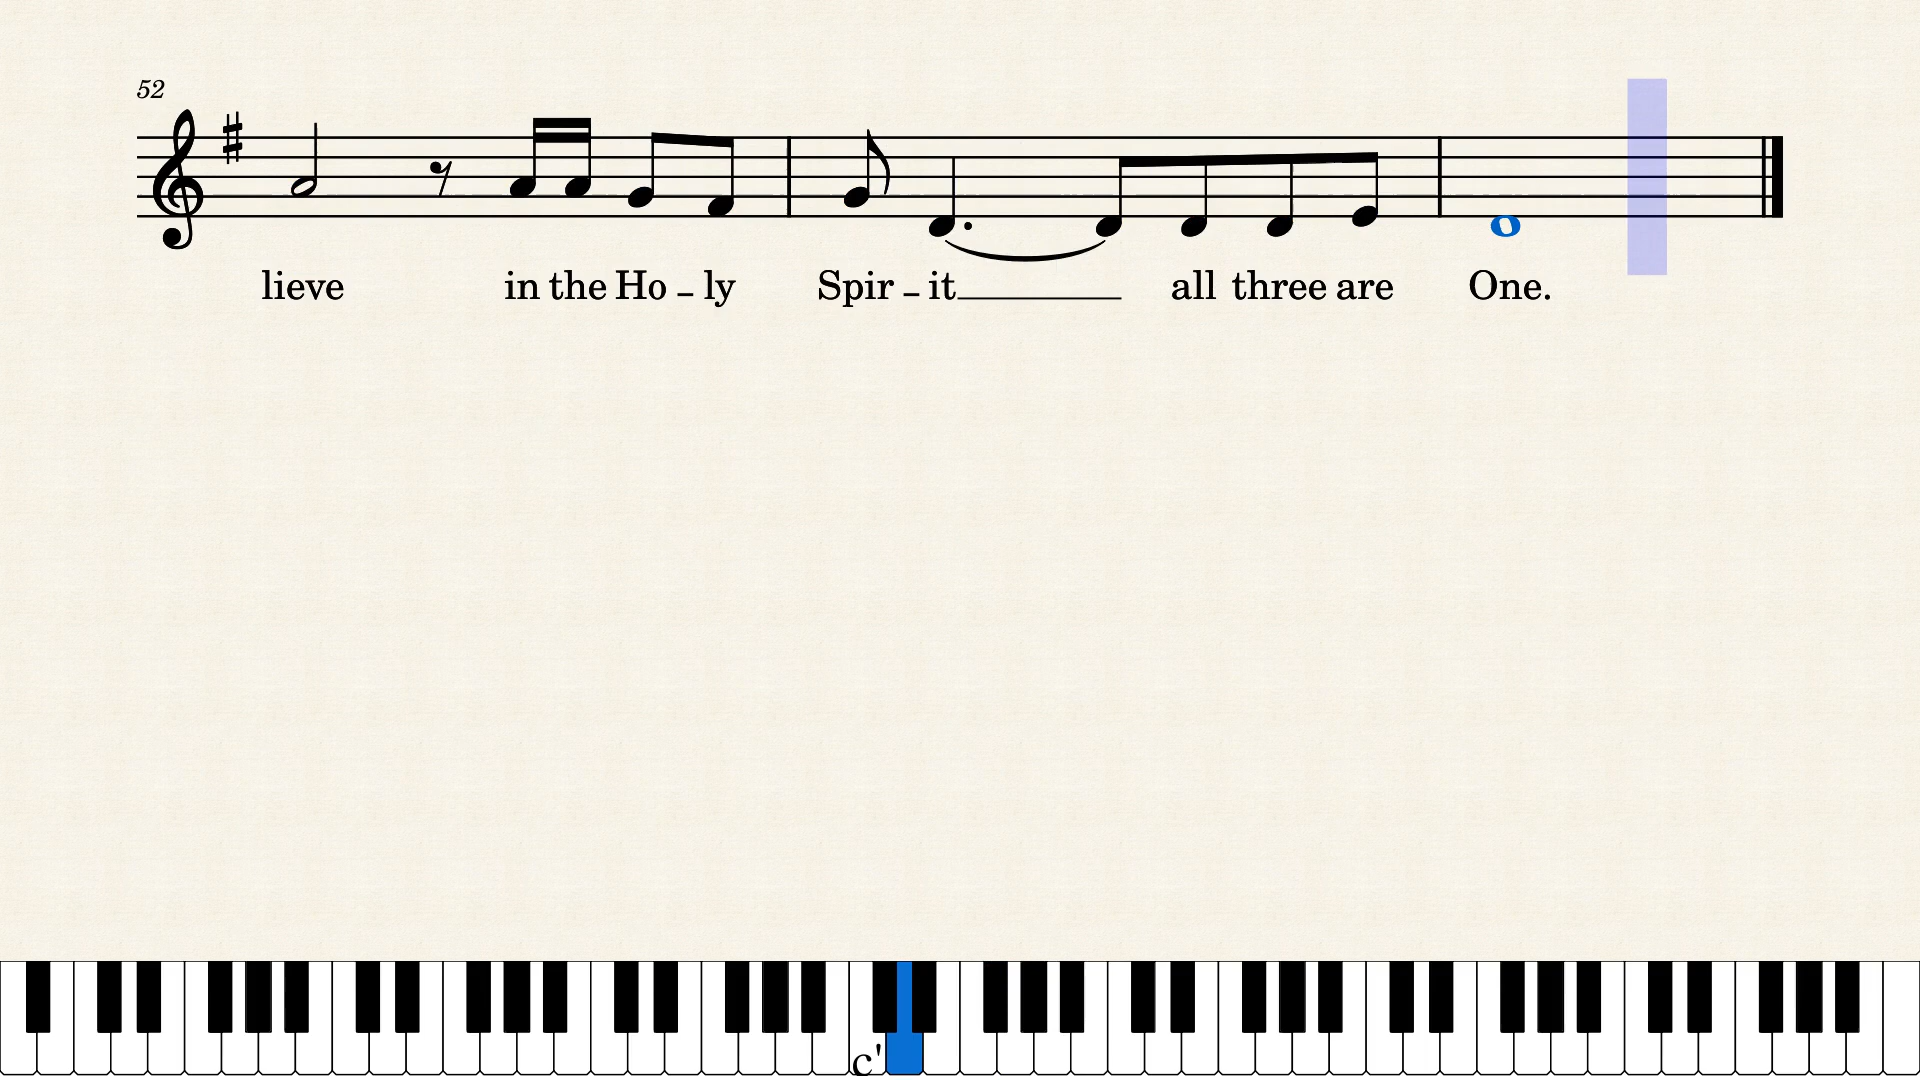 52
lieve in the Ho – ly Spir – it all three are One.
c'